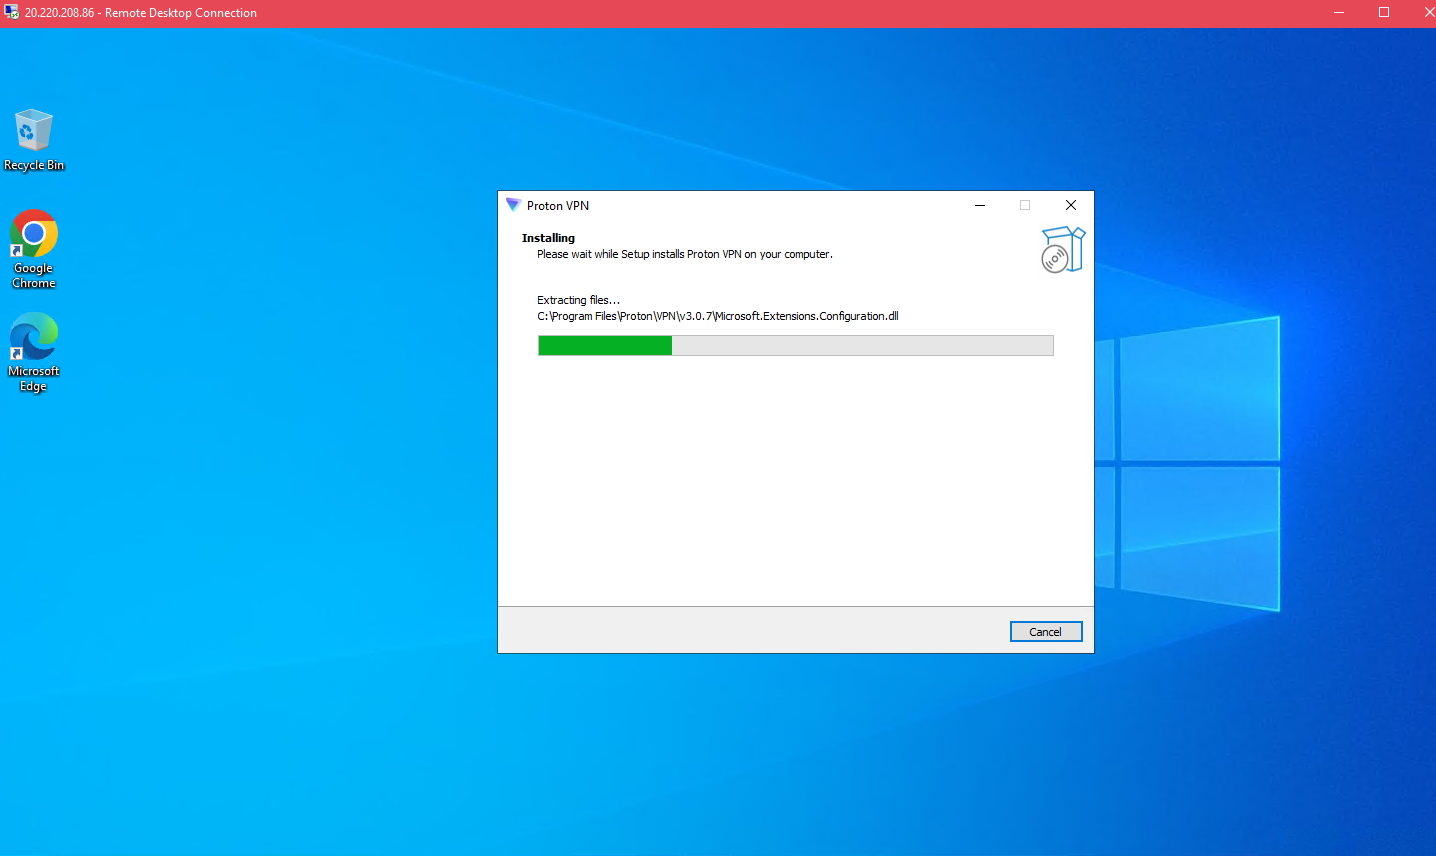 20.220.208.86 - Remote Desktop Connection
Recycle Bin
Google
Chrome
Microsoft
Edge
Proton VPN
Installing
Please wait while Setup installs Proton VPN on your computer.
Extracting files...
C:\Program Files\Proton\VPN\v3.0.7\Microsoft.Extensions.Configuration.dll
Cancel